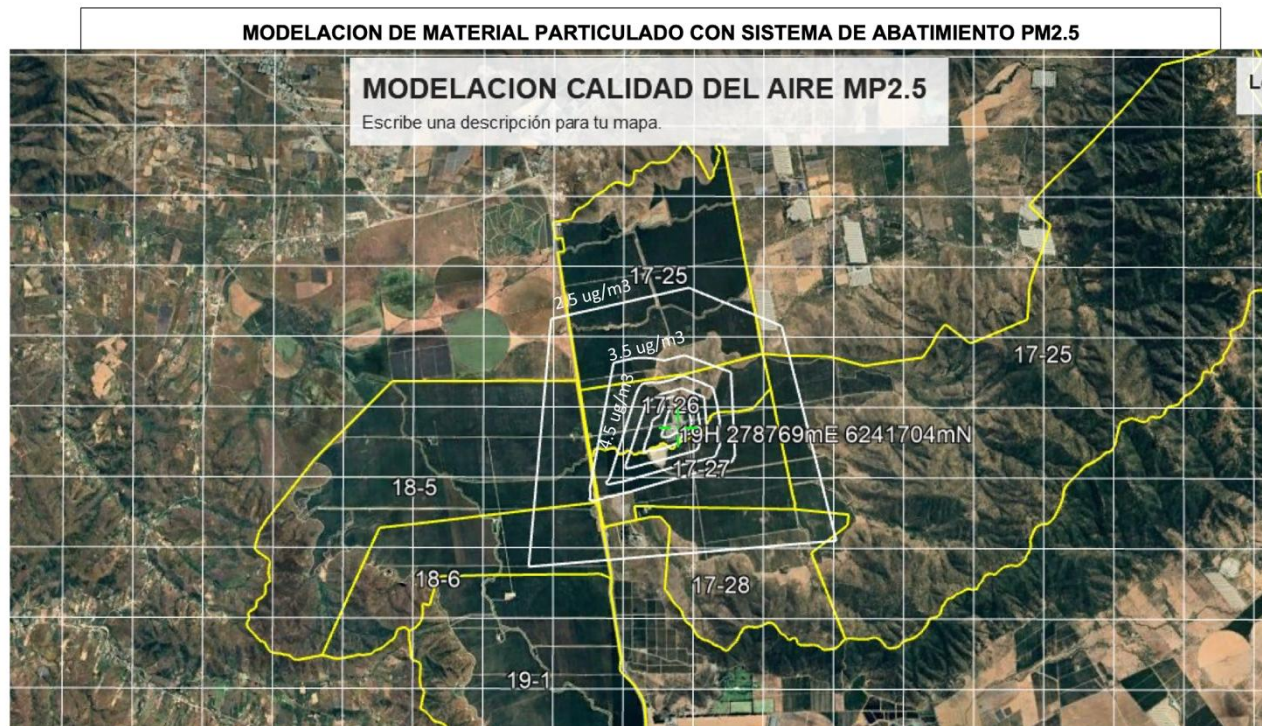 MODELACION DE MATERIAL PARTICULADO CON SISTEMA DE ABATIMIENTO PM2.5
MODELACION CALIDAD DEL AIRE MP2.5
Escribe una descripción para tu mapa.
17-25
2.5 ug/m3
3.5 ug/m3
17-25
4.5 ug/m3
17-26
19H 278769mE 6241704mN
17-27
18-5
18-6
17-28
19-1